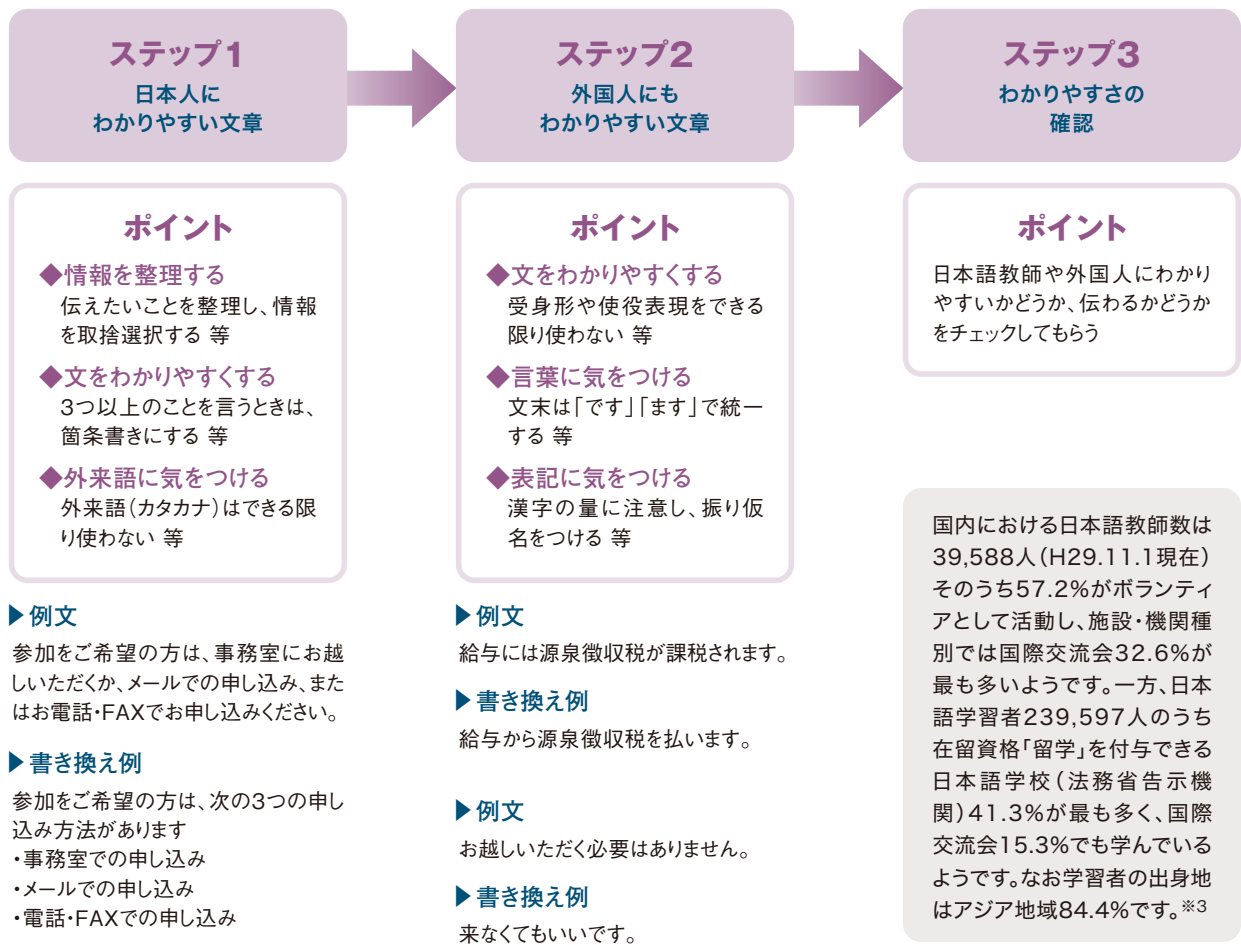 ステップ1
日本人に
わかりやすい文章
ポイント
◆情報を整理する
伝えたいことを整理し、情報
を取捨選択する 等
◆文をわかりやすくする
3つ以上のことを言うときは、
箇条書きにする 等
◆外来語に気をつける
外来語(カタカナ)はできる限
り使わない 等
▶例文
参加をご希望の方は、事務室にお越
しいただくか、メールでの申し込み、また
はお電話・FAXでお申し込みください。
▶書き換え例
参加をご希望の方は、次の3つの申し
込み方法があります
・事務室での申し込み
・メールでの申し込み
・電話・FAXでの申し込み
ステップ2
外国人にも
わかりやすい文章
ポイント
◆文をわかりやすくする
受身形や使役表現をできる
限り使わない 等
◆言葉に気をつける
文末は「です」「ます」で統一
する 等
◆表記に気をつける
漢字の量に注意し、振り仮
名をつける 等
▶例文
給与には源泉徴収税が課税されます。
▶書き換え例
給与から源泉徴収税を払います。
▶例文
お越しいただく必要はありません。
▶書き換え例
来なくてもいいです。
ステップ3
わかりやすさの
確認
ポイント
日本語教師や外国人にわかり
やすいかどうか、伝わるかどうか
をチェックしてもらう
国内における日本語教師数は
39,588人(H29.11.1現在)
そのうち57.2%がボランティ
アとして活動し、施設・機関種
別では国際交流会32.6%が
最も多いようです。一方、日本
語学習者239,597人のうち
在留資格「留学」を付与できる
日本語学校(法務省告示機
関)41.3%が最も多く、国際
交流会15.3%でも学んでいる
ようです。なお学習者の出身地
はアジア地域84.4%です。※3